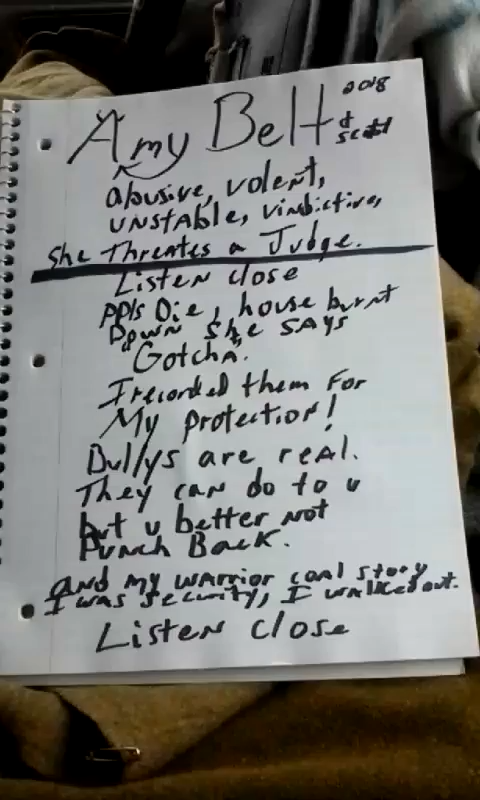 2018
Amy Belt
& Scott
abusive, volent,
UNSTABLE, vindictive,
She Threates a Judge.
Listen close
ppls Die, house burnt
Down she says
Gotcha.
I recorded them For
My protection!
Bullys are real.
They can do to u
but u better not
Punch Back.
and my warrior coal story
I was security, I walked out.
Listen close